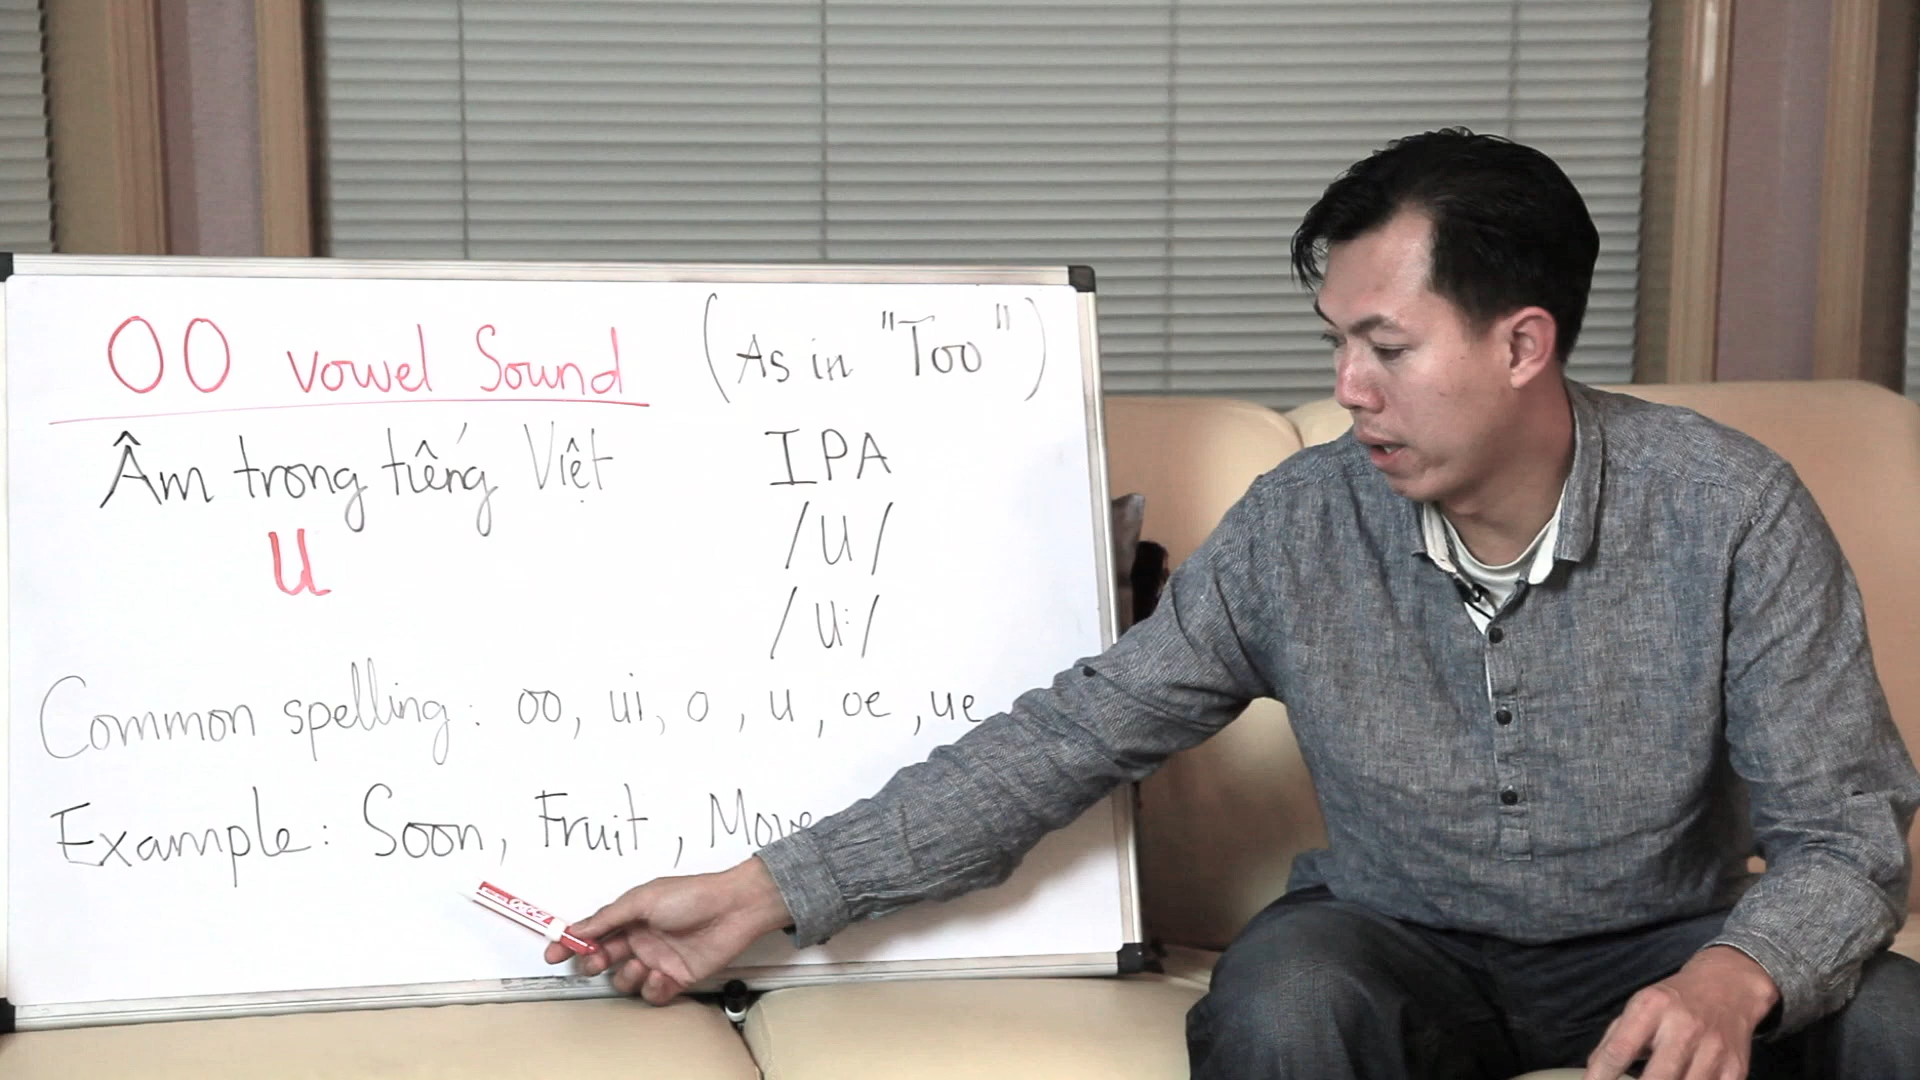 OO vowel Sound (As in "Too")
Âm trong tiếng Việt
U
IPA
/u/
/u:/
Common spelling: oo, ui, o, u, oe, ue
Example: Soon, Fruit, Move